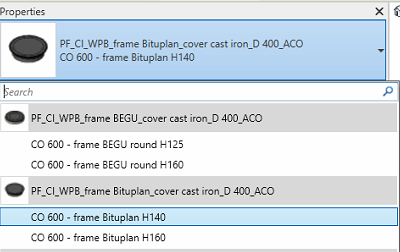 Properties
PF_CI_WPB_frame Bituplan_cover cast iron_D 400_ACO
CO 600 - frame Bituplan H140
Search
PF_CI_WPB_frame BEGU_cover cast iron_D 400_ACO
CO 600 - frame BEGU round H125
CO 600 - frame BEGU round H160
PF_CI_WPB_frame Bituplan_cover cast iron_D 400_ACO
CO 600 - frame Bituplan H140
CO 600 - frame Bituplan H160